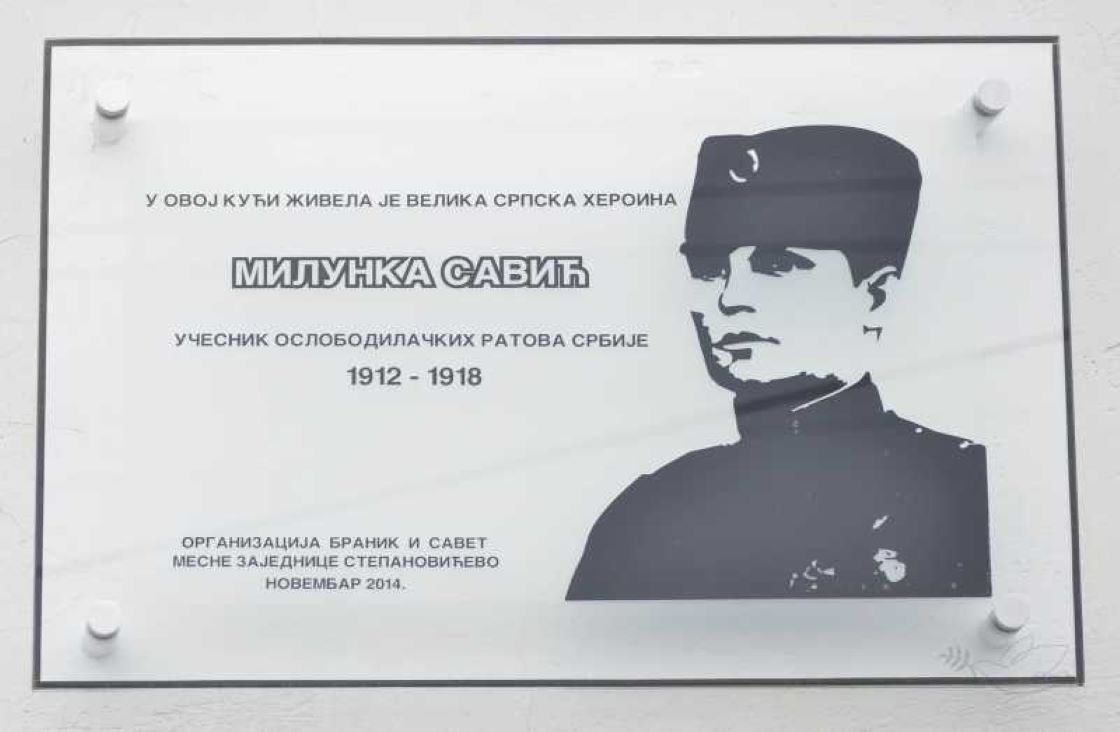 У ОВОЈ КУЋИ ЖИВЕЛА ЈЕ ВЕЛИКА СРПСКА ХЕРОИНА
МИЛУНКА САВИЋ
УЧЕСНИК ОСЛОБОДИЛАЧКИХ РАТОВА СРБИЈЕ
1912 - 1918
ОРГАНИЗАЦИЈА БРАНИК И САВЕТ
МЕСНЕ ЗАЈЕДНИЦЕ СТЕПАНОВИЋЕВО
НОВЕМБАР 2014.